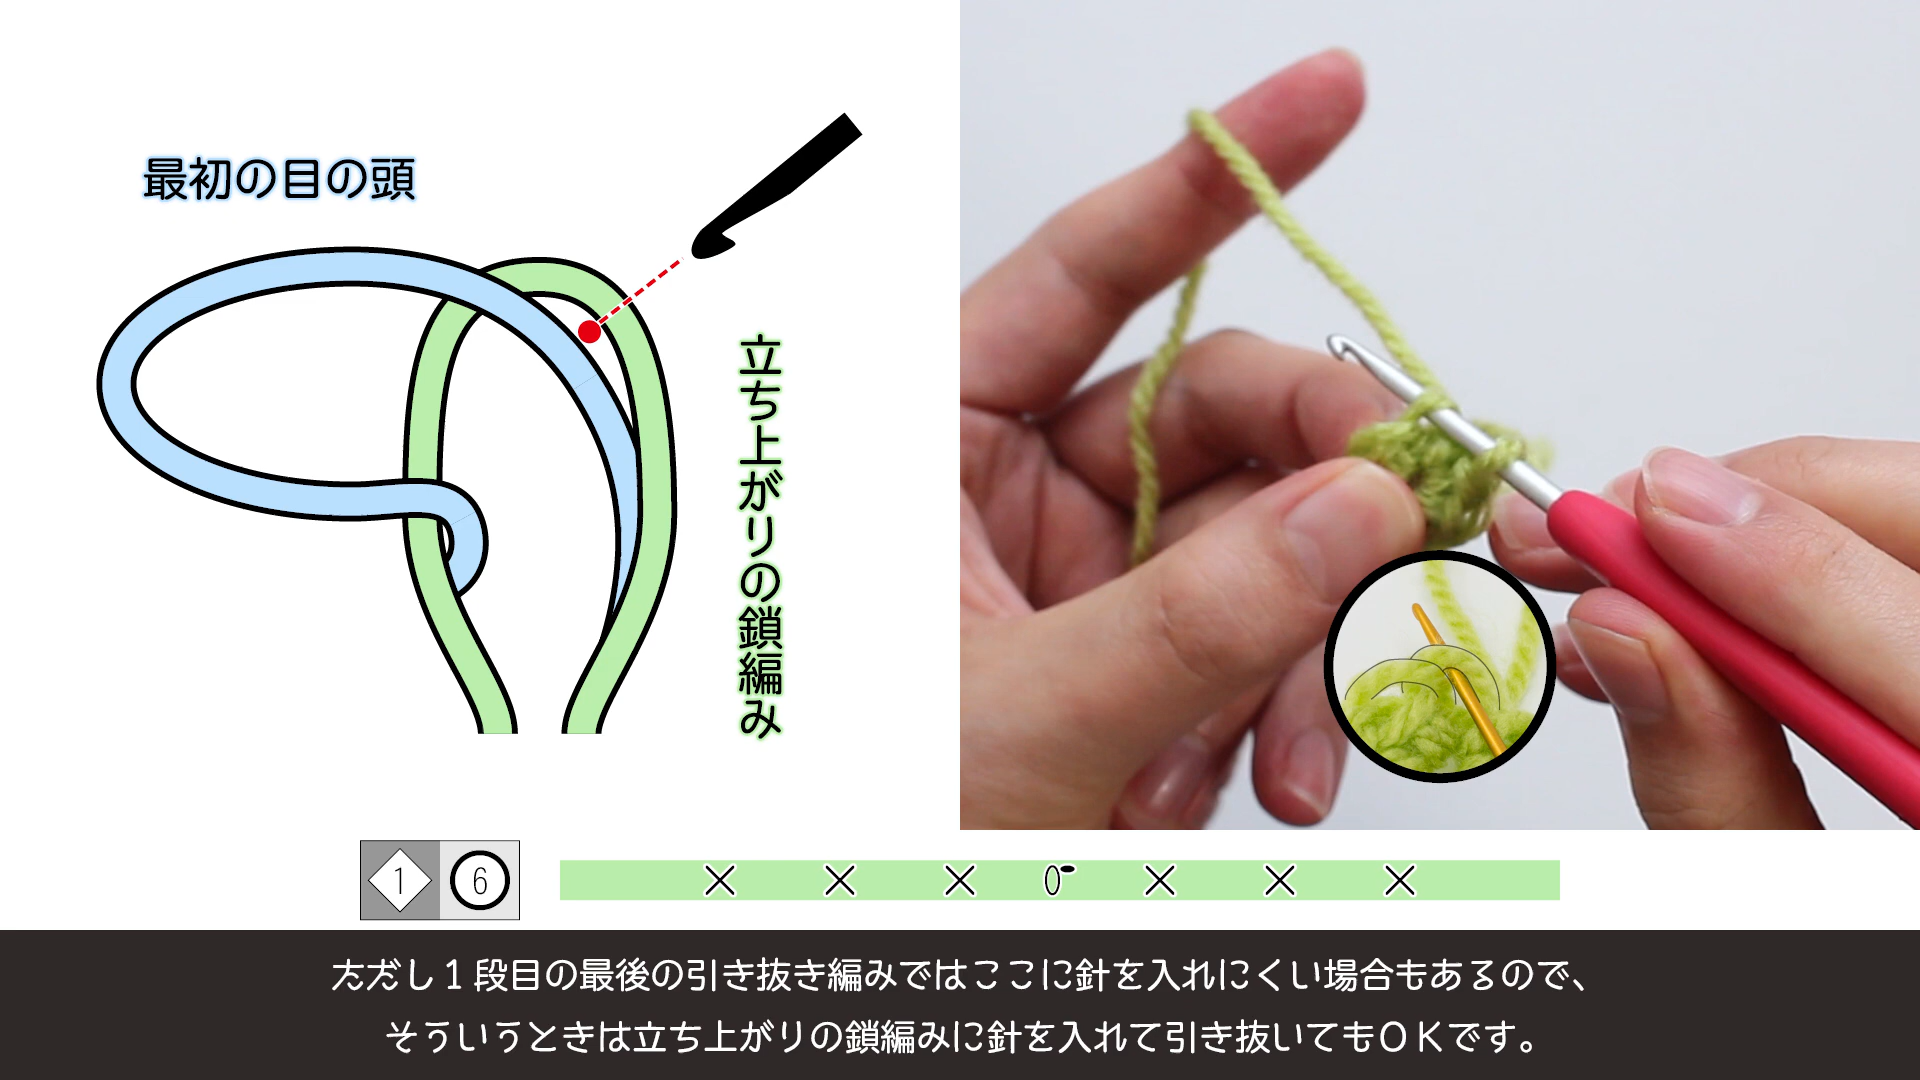 最初の目の頭
立ち上がりの鎖編み
1 6
ただし１段目の最後の引き抜き編みではここに針を入れにくい場合もあるので、
そういうときは立ち上がりの鎖編みに針を入れて引き抜いてもＯＫです。